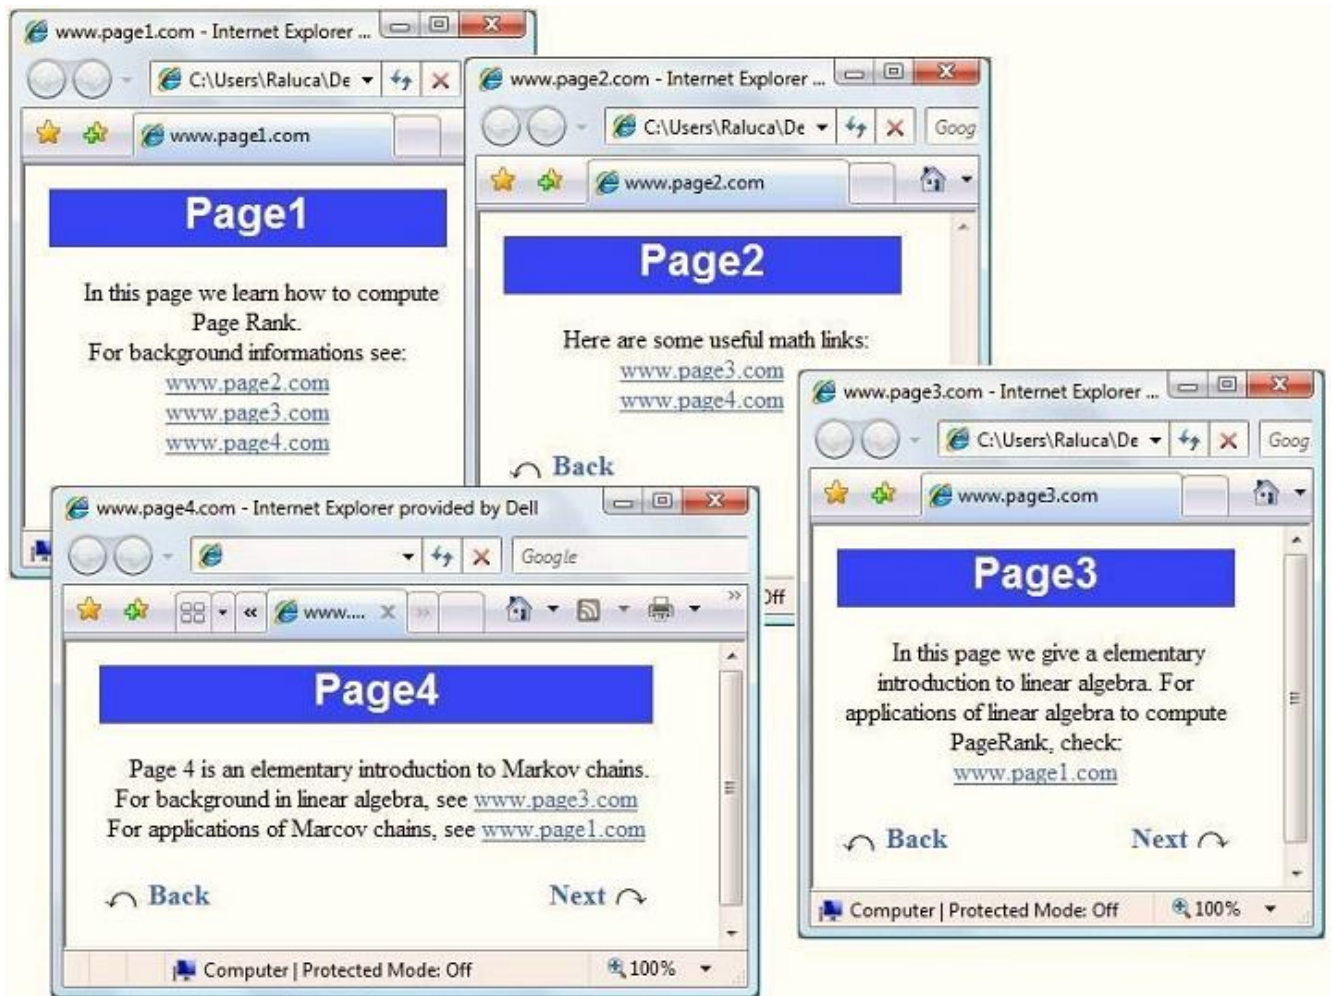 www.page1.com - Internet Explorer ...
C:\Users\Raluca\De
www.page1.com
Page1
In this page we learn how to compute
Page Rank.
For background informations see:
www.page2.com
www.page3.com
www.page4.com
www.page2.com - Internet Explorer ...
C:\Users\Raluca\De
Goog
www.page2.com
Page2
Here are some useful math links:
www.page3.com
www.page4.com
Back
Off
www.page3.com - Internet Explorer ...
C:\Users\Raluca\De
Goog
www.page3.com
Page3
In this page we give a elementary
introduction to linear algebra. For
applications of linear algebra to compute
PageRank, check:
www.page1.com
Back Next
Computer | Protected Mode: Off 100%
www.page4.com - Internet Explorer provided by Dell
Google
www....
Page4
Page 4 is an elementary introduction to Markov chains.
For background in linear algebra, see www.page3.com
For applications of Marcov chains, see www.page1.com
Back Next
Computer | Protected Mode: Off 100%